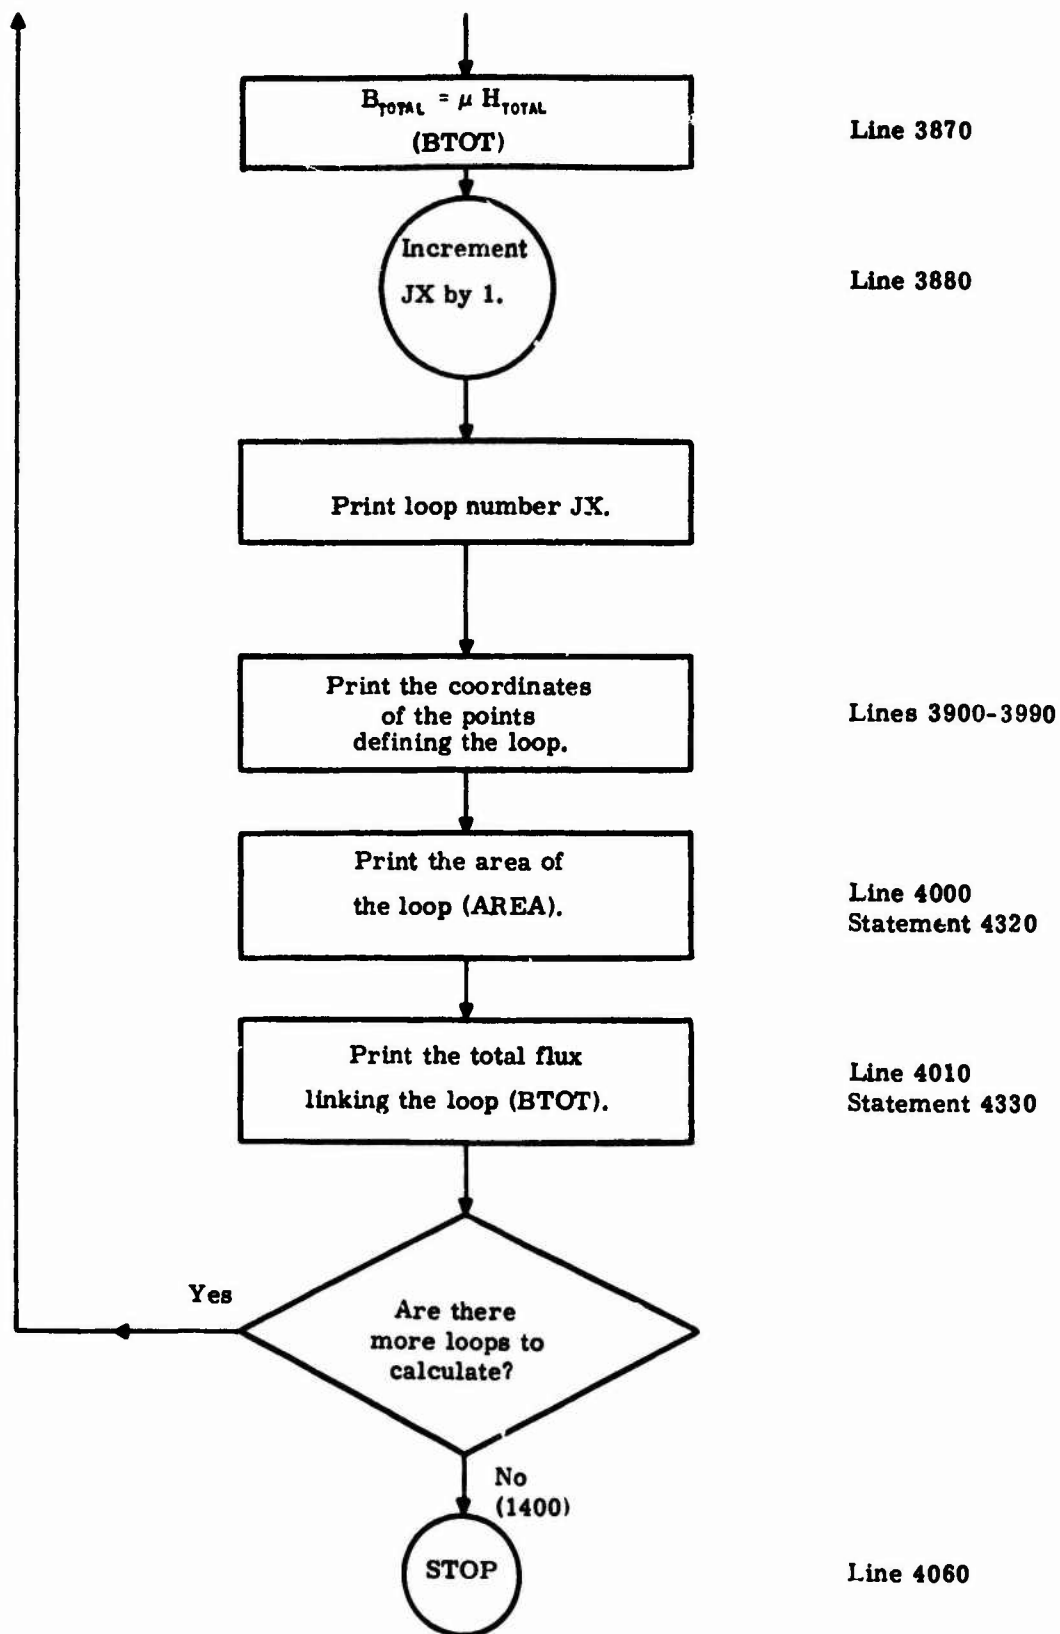 B_TOTAL = μ H_TOTAL
(BTOT)
Line 3870
Increment
JX by 1.
Line 3880
Print loop number JX.
Print the coordinates
of the points
defining the loop.
Lines 3900-3990
Print the area of
the loop (AREA).
Line 4000
Statement 4320
Print the total flux
linking the loop (BTOT).
Line 4010
Statement 4330
Yes
Are there
more loops to
calculate?
No
(1400)
STOP
Line 4060